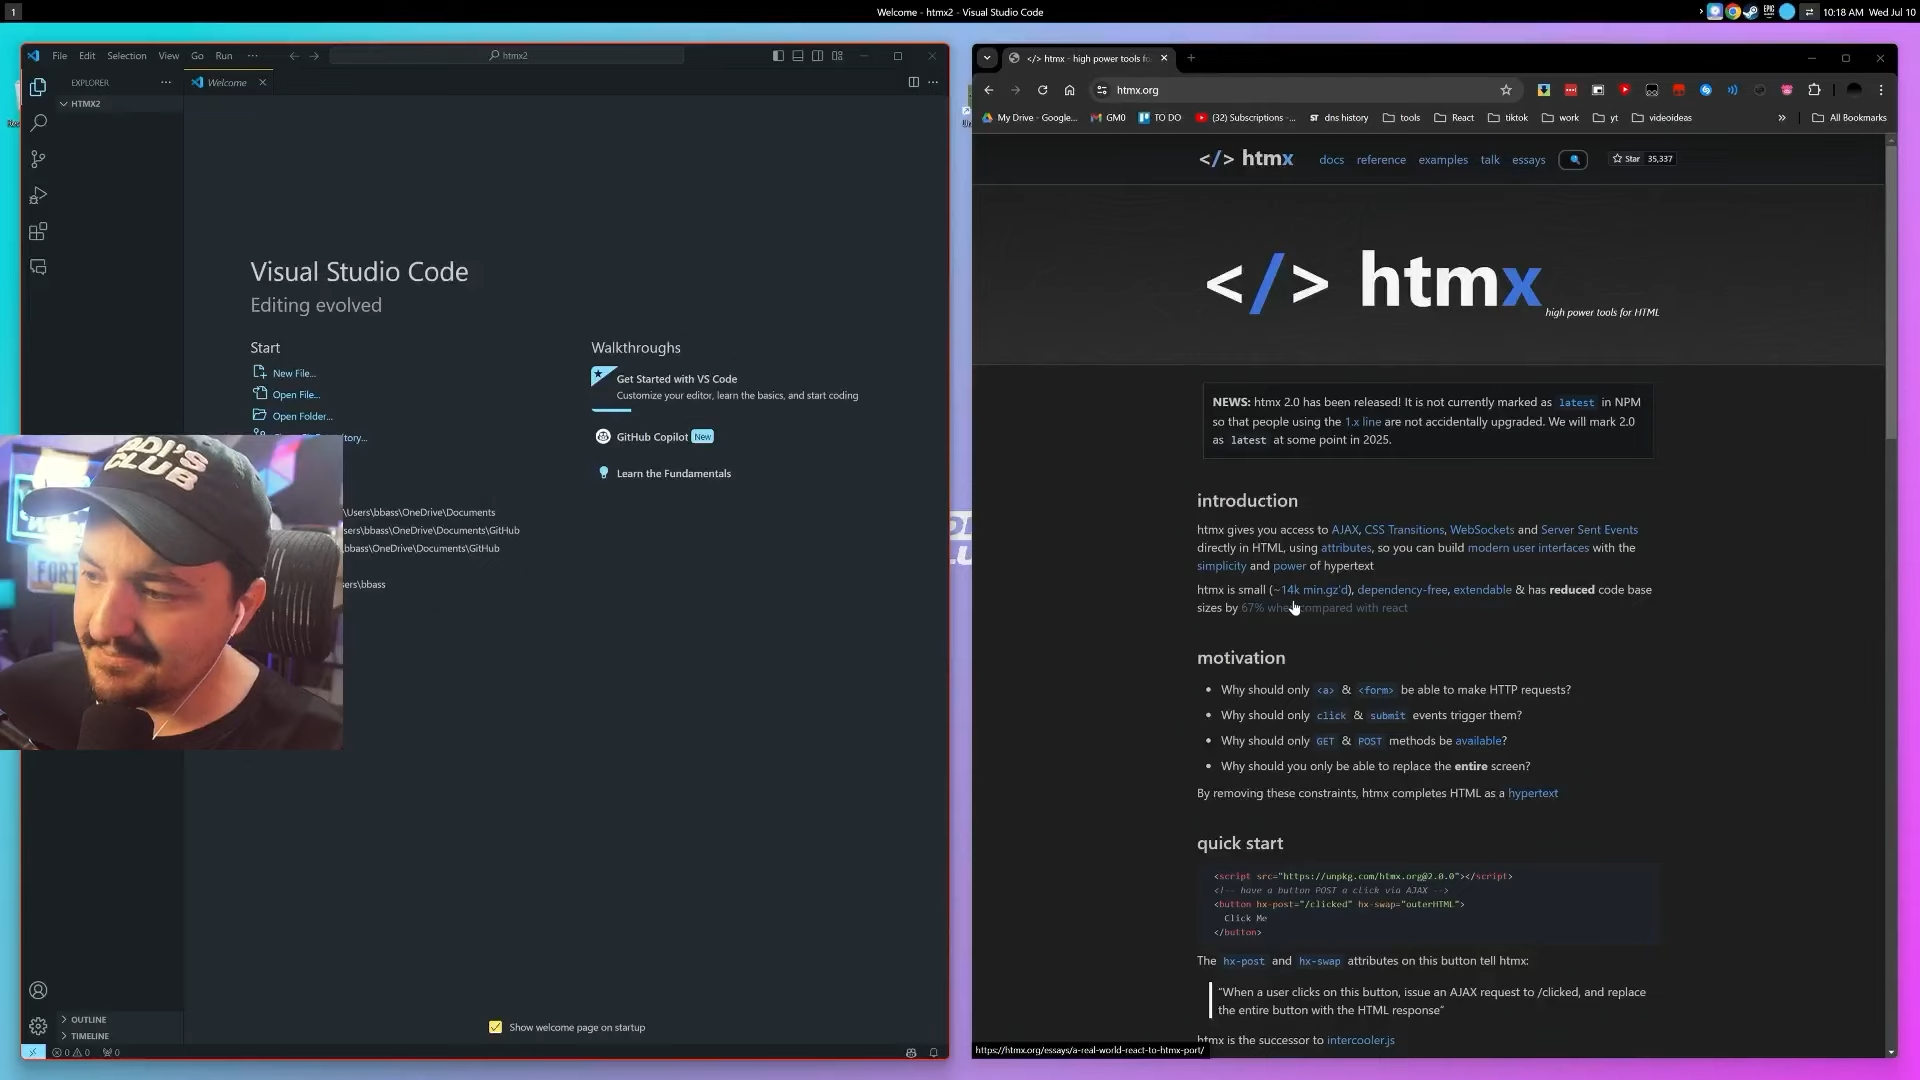 1
Welcome - htmx2 - Visual Studio Code
10:18 AM Wed Jul 10
File Edit Selection View Go Run
htmx2
EXPLORER
Welcome
HTMX2
Visual Studio Code
Editing evolved
Start
New File...
Open File...
Open Folder...
tory...
Walkthroughs
Get Started with VS Code
Customize your editor, learn the basics, and start coding
GitHub Copilot New
Learn the Fundamentals
\Users\bbass\OneDrive\Documents
sers\bbass\OneDrive\Documents\GitHub
bbass\OneDrive\Documents\GitHub
sers\bbass
ODI'S
CLUB
FORT
OUTLINE
TIMELINE
Show welcome page on startup
0 0 0
</> htmx - high power tools fo
htmx.org
My Drive - Google... GM0 TO DO (32) Subscriptions -... ST dns history tools React tiktok work yt videoideas » All Bookmarks
</> htmx docs reference examples talk essays Star 35,337
</> htmx
high power tools for HTML
NEWS: htmx 2.0 has been released! It is not currently marked as latest in NPM
so that people using the 1.x line are not accidentally upgraded. We will mark 2.0
as latest at some point in 2025.
introduction
htmx gives you access to AJAX, CSS Transitions, WebSockets and Server Sent Events
directly in HTML, using attributes, so you can build modern user interfaces with the
simplicity and power of hypertext
htmx is small (~14k min.gz'd), dependency-free, extendable & has reduced code base
sizes by 67% when compared with react
motivation
• Why should only <a> & <form> be able to make HTTP requests?
• Why should only click & submit events trigger them?
• Why should only GET & POST methods be available?
• Why should you only be able to replace the entire screen?
By removing these constraints, htmx completes HTML as a hypertext
quick start
<script src="https://unpkg.com/htmx.org@2.0.0"></script>
<!-- have a button POST a click via AJAX -->
<button hx-post="/clicked" hx-swap="outerHTML">
Click Me
</button>
The hx-post and hx-swap attributes on this button tell htmx:
“When a user clicks on this button, issue an AJAX request to /clicked, and replace
the entire button with the HTML response”
htmx is the successor to intercooler.js
https://htmx.org/essays/a-real-world-react-to-htmx-port/